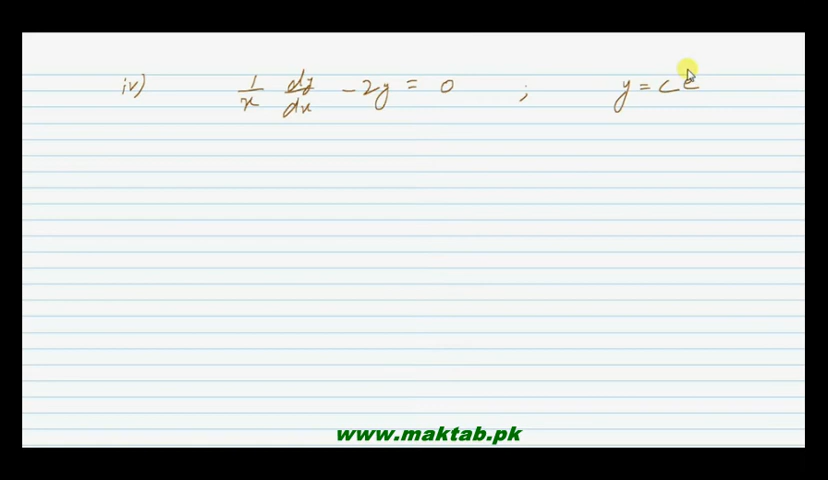 iv) 1/x dy/dx - 2y = 0 ; y = ce
www.maktab.pk